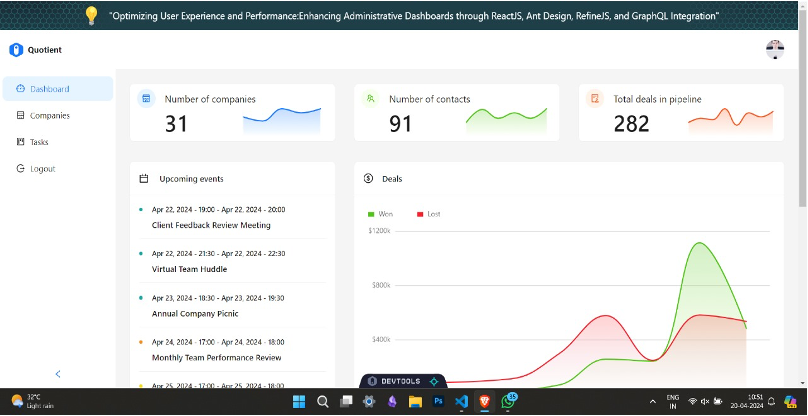 "Optimizing User Experience and Performance:Enhancing Administrative Dashboards through ReactJS, Ant Design, RefineJS, and GraphQL Integration"
Quotient
Dashboard
Companies
Tasks
Logout
Number of companies
31
Number of contacts
91
Total deals in pipeline
282
Upcoming events
Apr 22, 2024 - 19:00 - Apr 22, 2024 - 20:00
Client Feedback Review Meeting
Apr 22, 2024 - 21:30 - Apr 22, 2024 - 22:30
Virtual Team Huddle
Apr 23, 2024 - 18:30 - Apr 23, 2024 - 19:30
Annual Company Picnic
Apr 24, 2024 - 17:00 - Apr 24, 2024 - 18:00
Monthly Team Performance Review
Apr 25, 2024 - 17:00 - Apr 25, 2024 - 18:00
Deals
Won
Lost
$1200k
$800k
$400k
DEVTOOLS
32°C
Light rain
Ps
35
ENG
IN
10:51
20-04-2024